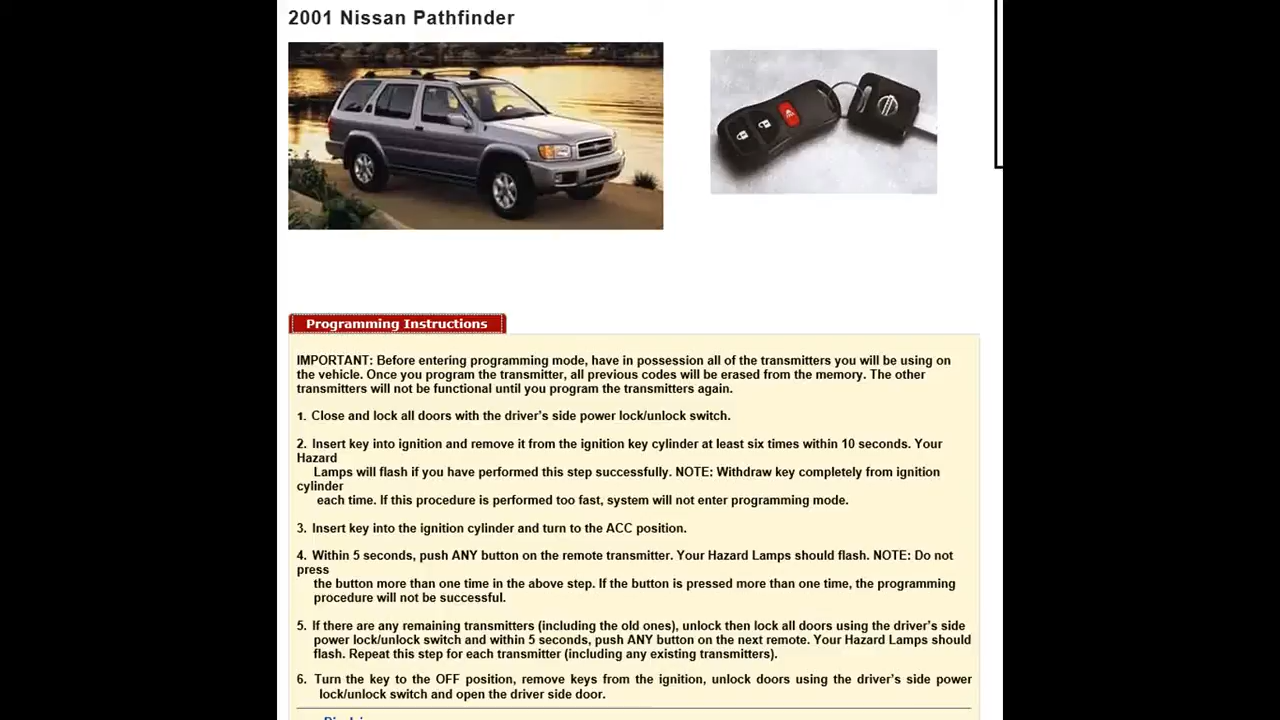 2001 Nissan Pathfinder
Programming Instructions
IMPORTANT: Before entering programming mode, have in possession all of the transmitters you will be using on
the vehicle. Once you program the transmitter, all previous codes will be erased from the memory. The other
transmitters will not be functional until you program the transmitters again.
1. Close and lock all doors with the driver's side power lock/unlock switch.
2. Insert key into ignition and remove it from the ignition key cylinder at least six times within 10 seconds. Your
Hazard
Lamps will flash if you have performed this step successfully. NOTE: Withdraw key completely from ignition
cylinder
each time. If this procedure is performed too fast, system will not enter programming mode.
3. Insert key into the ignition cylinder and turn to the ACC position.
4. Within 5 seconds, push ANY button on the remote transmitter. Your Hazard Lamps should flash. NOTE: Do not
press
the button more than one time in the above step. If the button is pressed more than one time, the programming
procedure will not be successful.
5. If there are any remaining transmitters (including the old ones), unlock then lock all doors using the driver's side
power lock/unlock switch and within 5 seconds, push ANY button on the next remote. Your Hazard Lamps should
flash. Repeat this step for each transmitter (including any existing transmitters).
6. Turn the key to the OFF position, remove keys from the ignition, unlock doors using the driver's side power
lock/unlock switch and open the driver side door.